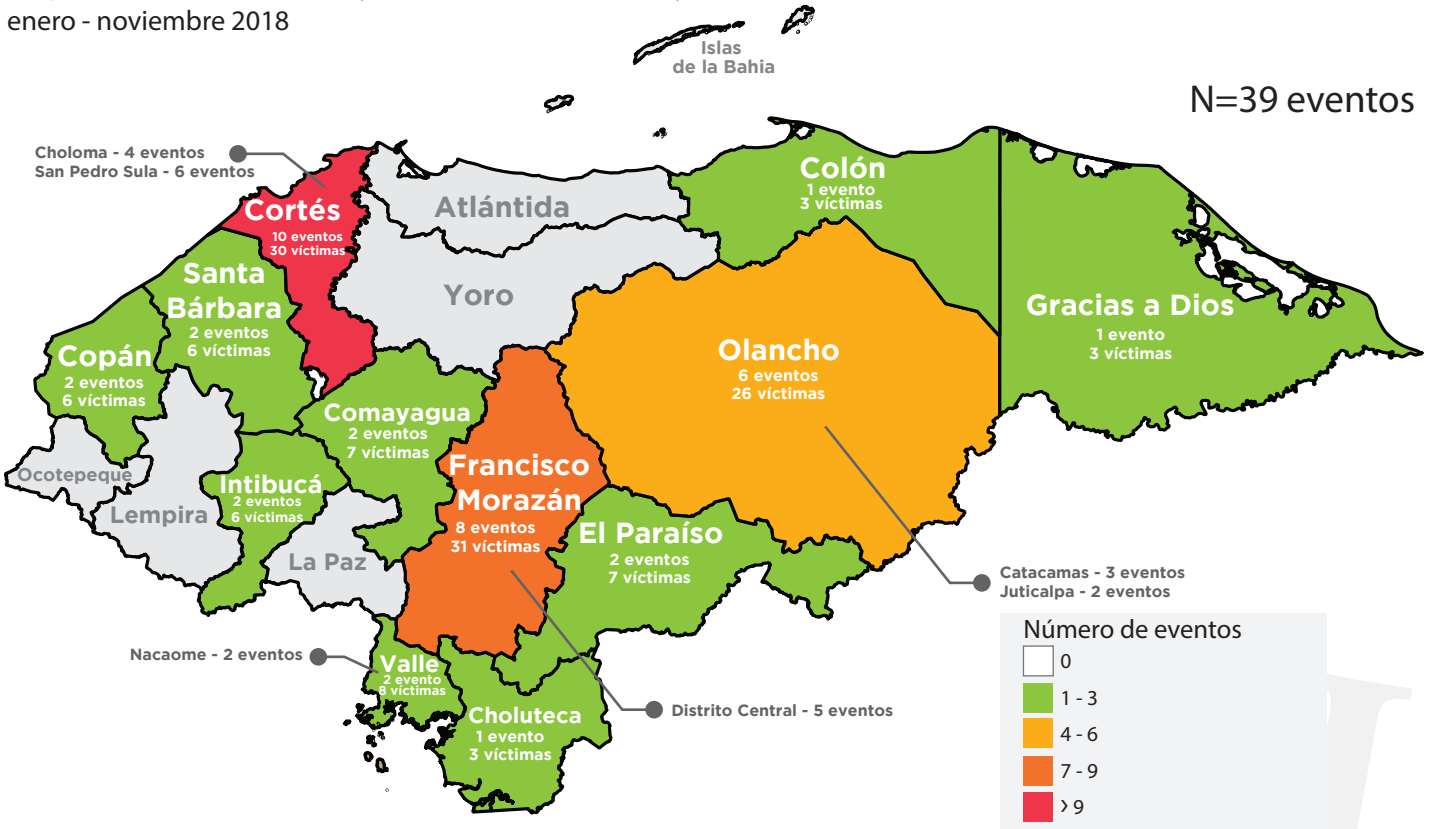 enero - noviembre 2018
Islas
de la Bahia
N=39 eventos
Choloma - 4 eventos
San Pedro Sula - 6 eventos
Cortés
10 eventos
30 víctimas
Atlántida
Colón
1 evento
3 víctimas
Santa
Bárbara
2 eventos
6 víctimas
Yoro
Gracias a Dios
1 evento
3 víctimas
Copán
2 eventos
6 víctimas
Olancho
6 eventos
26 víctimas
Comayagua
2 eventos
7 víctimas
Ocotepeque
Lempira
Intibucá
2 eventos
6 víctimas
Francisco
Morazán
8 eventos
31 víctimas
La Paz
El Paraíso
2 eventos
7 víctimas
Catacamas - 3 eventos
Juticalpa - 2 eventos
Nacaome - 2 eventos
Valle
2 evento
8 víctimas
Choluteca
1 evento
3 víctimas
Distrito Central - 5 eventos
Número de eventos
0
1 - 3
4 - 6
7 - 9
>9